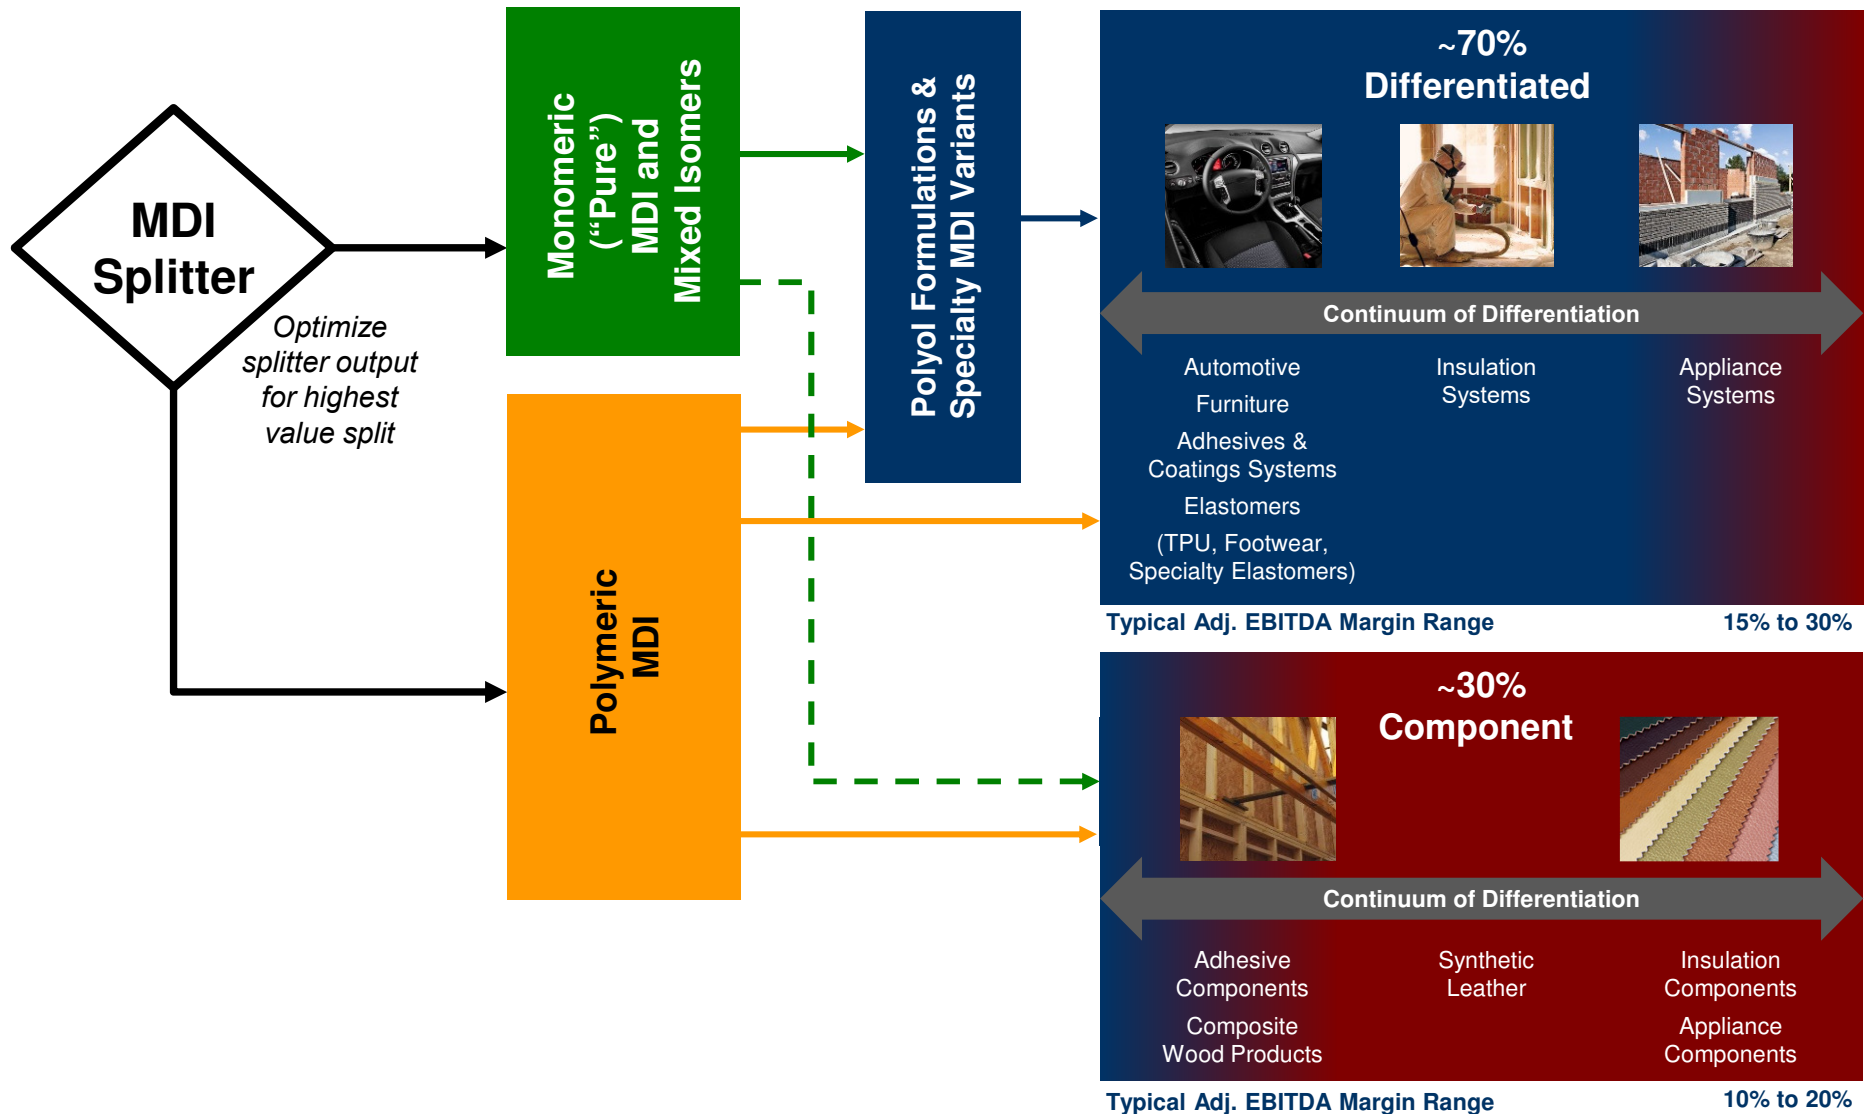 MDI
Splitter
Optimize
splitter output
for highest
value split
Monomeric
(“Pure”)
MDI and
Mixed Isomers
Polymeric
MDI
Polyol Formulations &
Specialty MDI Variants
~70%
Differentiated
Continuum of Differentiation
Automotive
Furniture
Adhesives &
Coatings Systems
Elastomers
(TPU, Footwear,
Specialty Elastomers)
Insulation
Systems
Appliance
Systems
Typical Adj. EBITDA Margin Range
15% to 30%
~30%
Component
Continuum of Differentiation
Adhesive
Components
Composite
Wood Products
Synthetic
Leather
Insulation
Components
Appliance
Components
Typical Adj. EBITDA Margin Range
10% to 20%